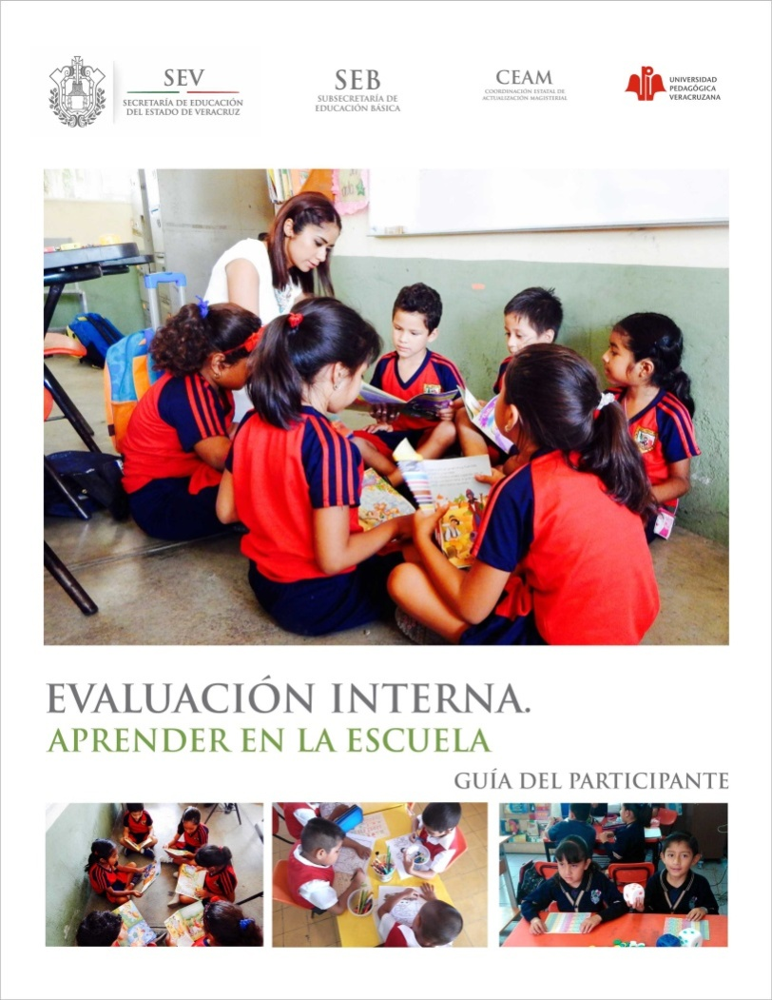 SEV
SECRETARÍA DE EDUCACIÓN
DEL ESTADO DE VERACRUZ
SEB
SUBSECRETARÍA DE
EDUCACIÓN BÁSICA
CEAM
COORDINACIÓN ESTATAL DE
ACTUALIZACIÓN MAGISTERIAL
UNIVERSIDAD
PEDAGÓGICA
VERACRUZANA
EVALUACIÓN INTERNA.
APRENDER EN LA ESCUELA
GUÍA DEL PARTICIPANTE